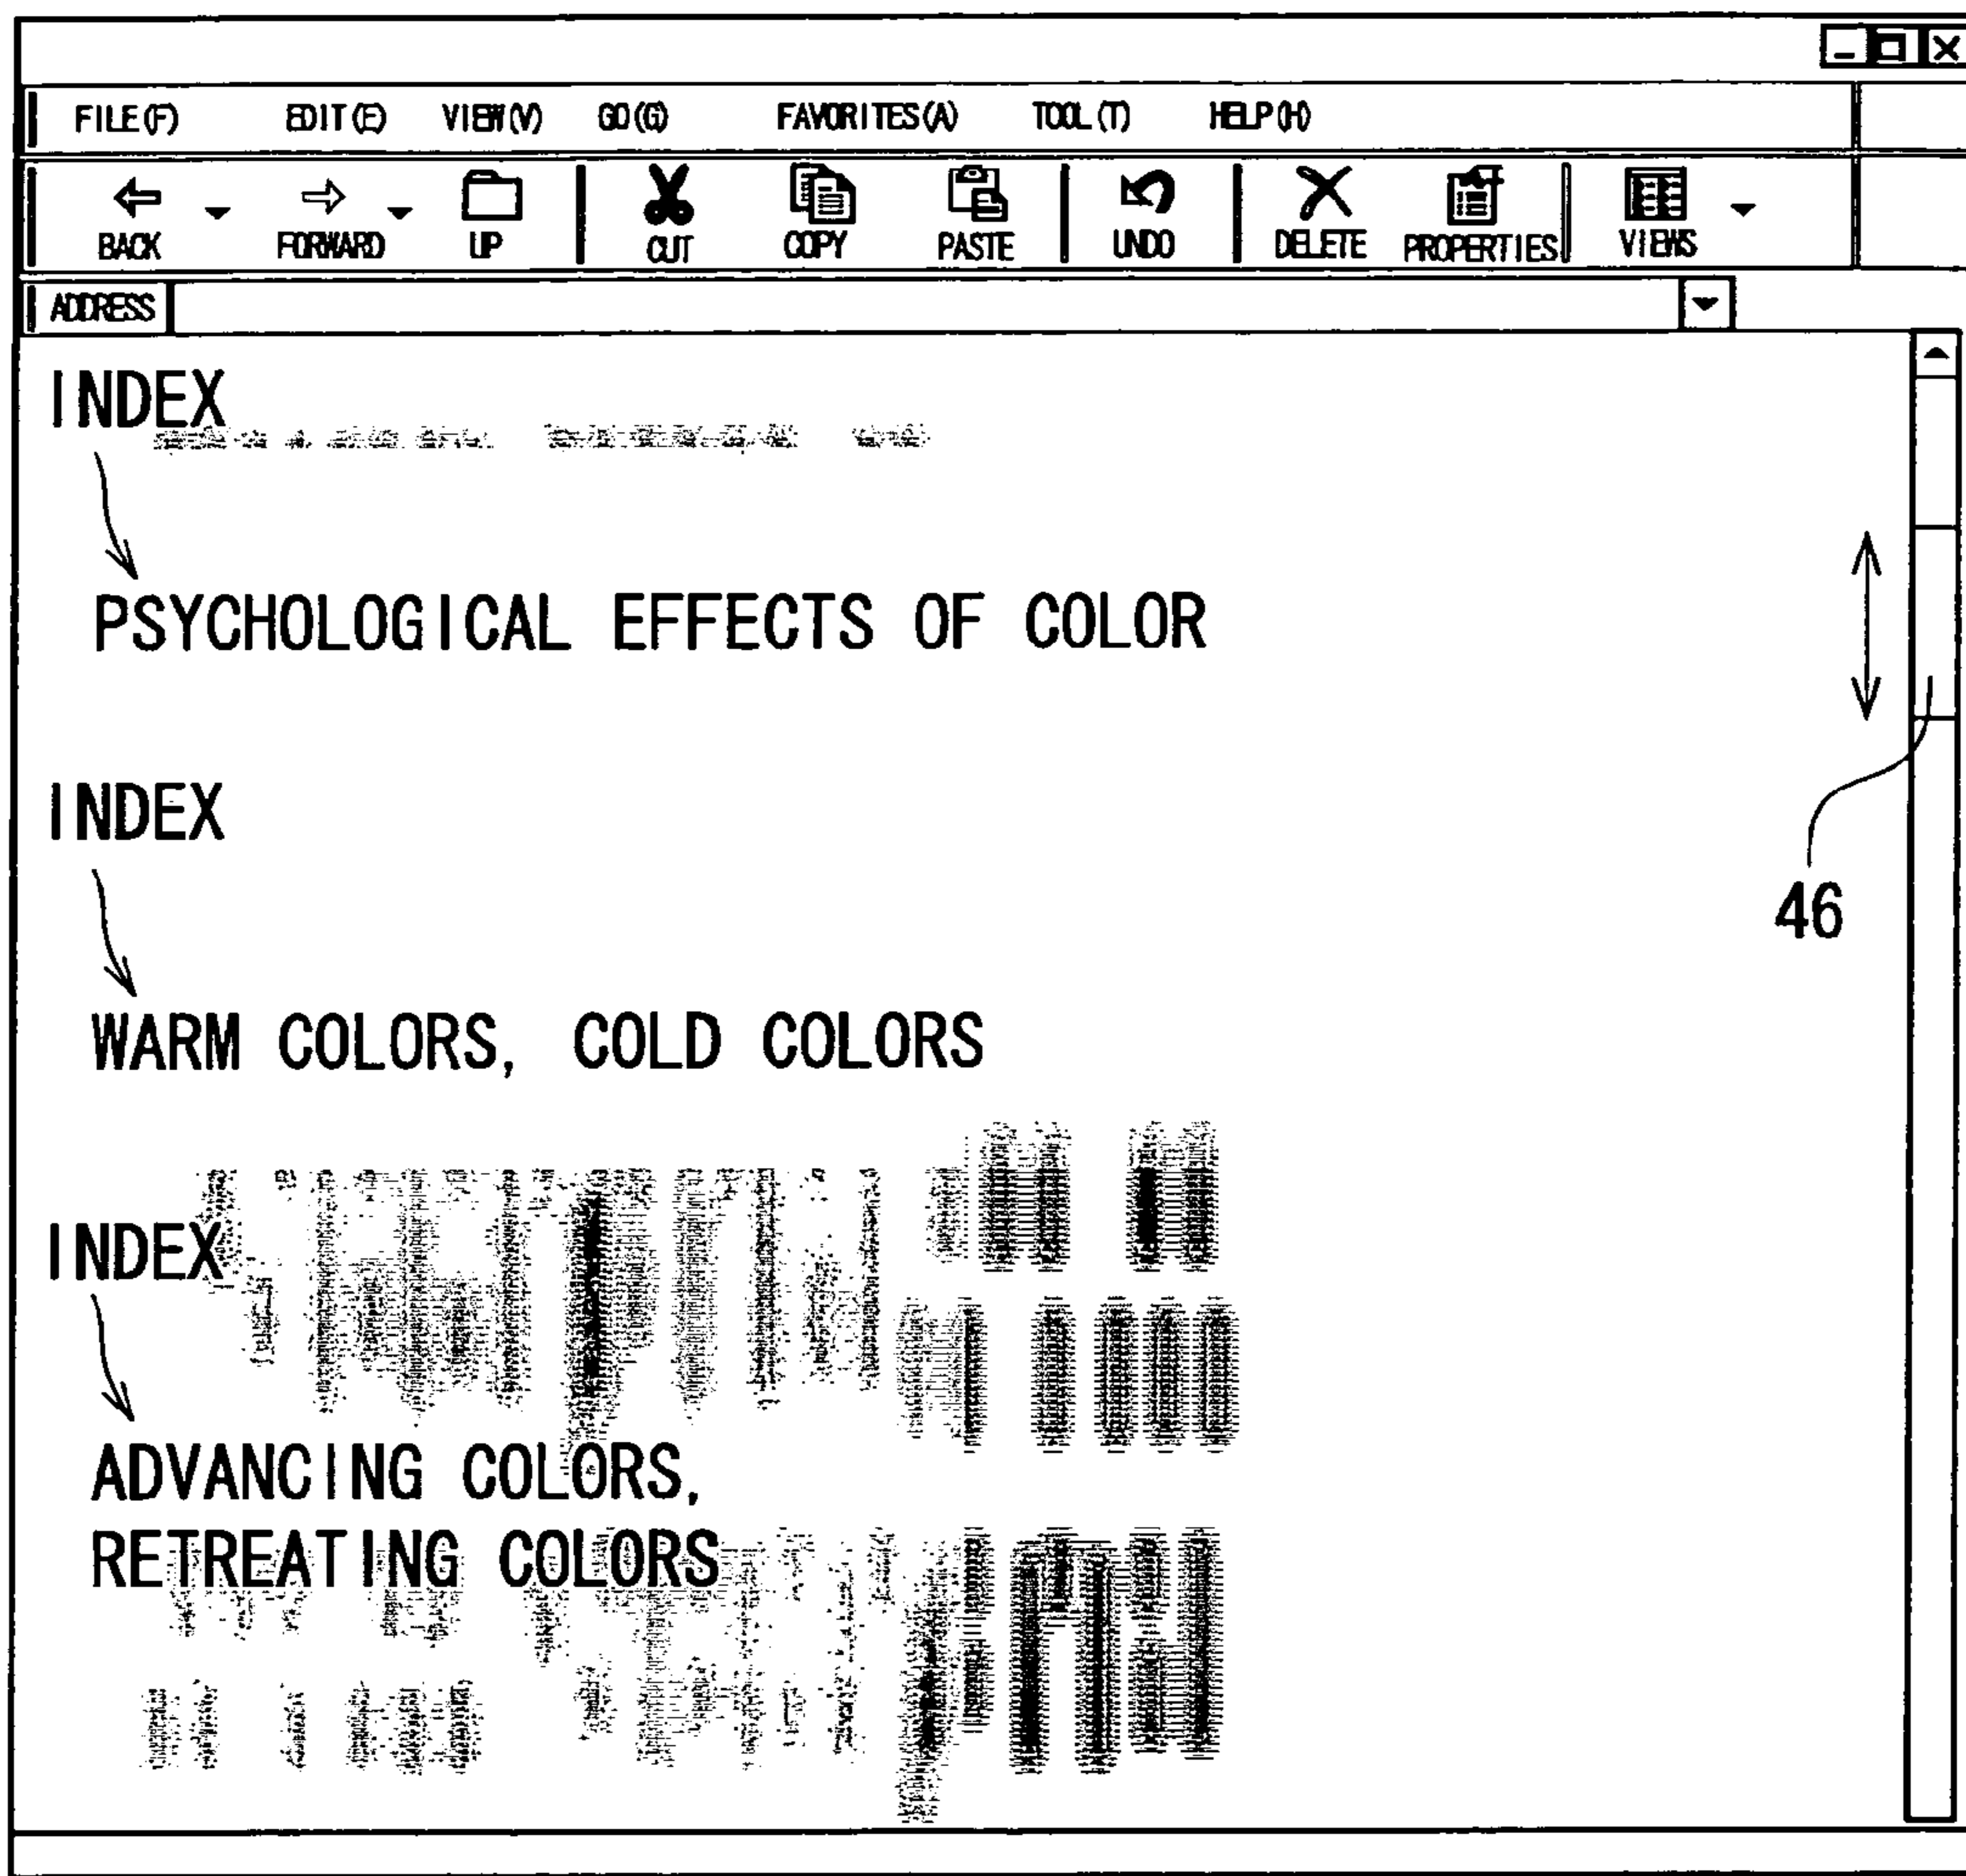 FILE(F) EDIT(E) VIEW(V) GO(G) FAVORITES(A) TOOL(T) HELP(H)
BACK FORWARD UP CUT COPY PASTE UNDO DELETE PROPERTIES VIEWS
ADDRESS
INDEX
PSYCHOLOGICAL EFFECTS OF COLOR
INDEX
46
WARM COLORS, COLD COLORS
INDEX
ADVANCING COLORS,
RETREATING COLORS